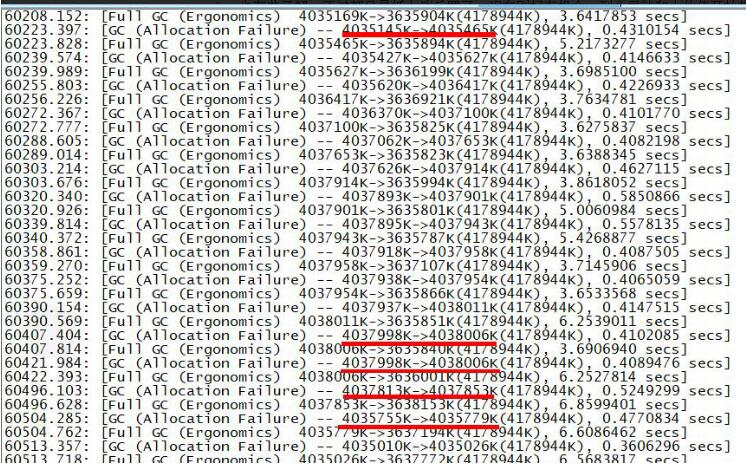 60208.152: [Full GC (Ergonomics)  4035169K->3635904K(4178944K), 3.6417853 secs]
60223.397: [GC (Allocation Failure) -- 4035145K->4035465K(4178944K), 0.4310154 secs]
60223.828: [Full GC (Ergonomics)  4035465K->3635894K(4178944K), 5.2173277 secs]
60239.574: [GC (Allocation Failure) -- 4035427K->4035627K(4178944K), 0.4146633 secs]
60239.989: [Full GC (Ergonomics)  4035627K->3636199K(4178944K), 3.6985100 secs]
60255.803: [GC (Allocation Failure) -- 4035620K->4036417K(4178944K), 0.4226933 secs]
60256.226: [Full GC (Ergonomics)  4036417K->3636921K(4178944K), 3.7634781 secs]
60272.367: [GC (Allocation Failure) -- 4036370K->4037100K(4178944K), 0.4101770 secs]
60272.777: [Full GC (Ergonomics)  4037100K->3635825K(4178944K), 3.6275837 secs]
60288.605: [GC (Allocation Failure) -- 4037062K->4037653K(4178944K), 0.4082198 secs]
60289.014: [Full GC (Ergonomics)  4037653K->3635823K(4178944K), 3.6388345 secs]
60303.214: [GC (Allocation Failure) -- 4037626K->4037914K(4178944K), 0.4627115 secs]
60303.676: [Full GC (Ergonomics)  4037914K->3635994K(4178944K), 3.8618052 secs]
60320.340: [GC (Allocation Failure) -- 4037893K->4037901K(4178944K), 0.5850866 secs]
60320.926: [Full GC (Ergonomics)  4037901K->3635801K(4178944K), 5.0060984 secs]
60339.814: [GC (Allocation Failure) -- 4037895K->4037943K(4178944K), 0.5578135 secs]
60340.372: [Full GC (Ergonomics)  4037943K->3635787K(4178944K), 5.4268877 secs]
60358.861: [GC (Allocation Failure) -- 4037918K->4037958K(4178944K), 0.4087505 secs]
60359.270: [Full GC (Ergonomics)  4037958K->3637107K(4178944K), 3.7145906 secs]
60375.252: [GC (Allocation Failure) -- 4037938K->4037954K(4178944K), 0.4065059 secs]
60375.659: [Full GC (Ergonomics)  4037954K->3635866K(4178944K), 3.6533568 secs]
60390.154: [GC (Allocation Failure) -- 4037937K->4038011K(4178944K), 0.4147515 secs]
60390.569: [Full GC (Ergonomics)  4038011K->3635851K(4178944K), 6.2539011 secs]
60407.404: [GC (Allocation Failure) -- 4037998K->4038006K(4178944K), 0.4102085 secs]
60407.814: [Full GC (Ergonomics)  4038006K->3635840K(4178944K), 3.6906940 secs]
60421.984: [GC (Allocation Failure) -- 4037998K->4038006K(4178944K), 0.4089476 secs]
60422.393: [Full GC (Ergonomics)  4038006K->3636001K(4178944K), 6.2527814 secs]
60496.103: [GC (Allocation Failure) -- 4037813K->4037853K(4178944K), 0.5249299 secs]
60496.628: [Full GC (Ergonomics)  4037853K->3638153K(4178944K), 6.8599401 secs]
60504.285: [GC (Allocation Failure) -- 4035755K->4035779K(4178944K), 0.4770834 secs]
60504.762: [Full GC (Ergonomics)  4035779K->3637194K(4178944K), 6.6086462 secs]
60513.357: [GC (Allocation Failure) -- 4035010K->4035026K(4178944K), 0.3606296 secs]
60513.718: [Full GC (Ergonomics)  4035026K->3637772K(4178944K), 6.5683817 secs]